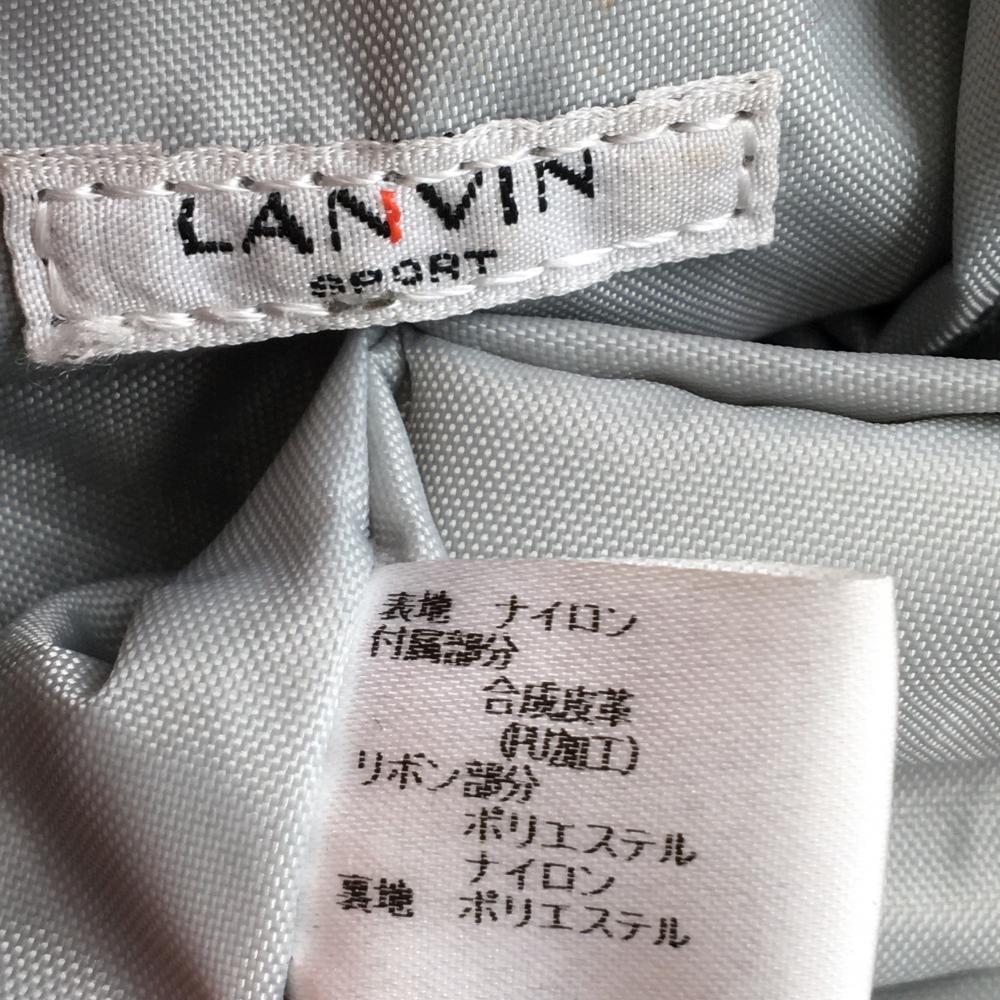 LANVIN
SPORT
表地 ナイロン
付属部分
合成皮革
(PU加工)
リボン部分
ポリエステル
ナイロン
裏地 ポリエステル